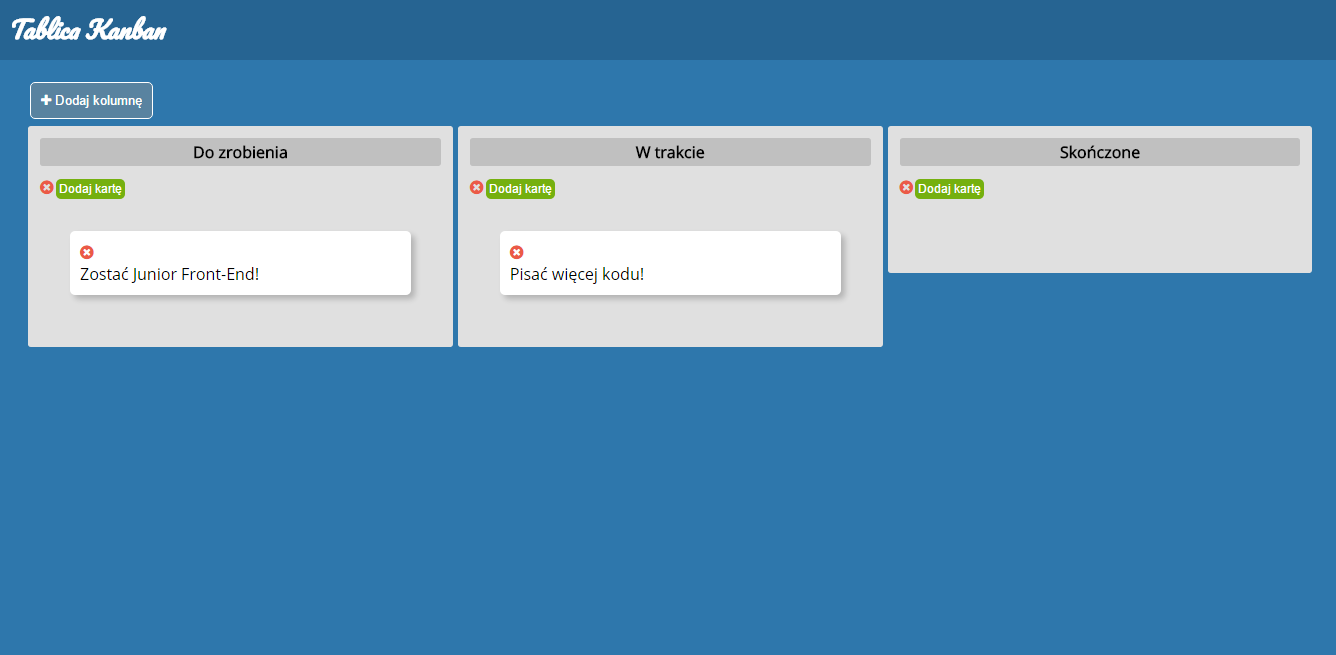 Tablica Kanban
Dodaj kolumnę
Do zrobienia
Dodaj kartę
Zostać Junior Front-End!
W trakcie
Dodaj kartę
Pisać więcej kodu!
Skończone
Dodaj kartę